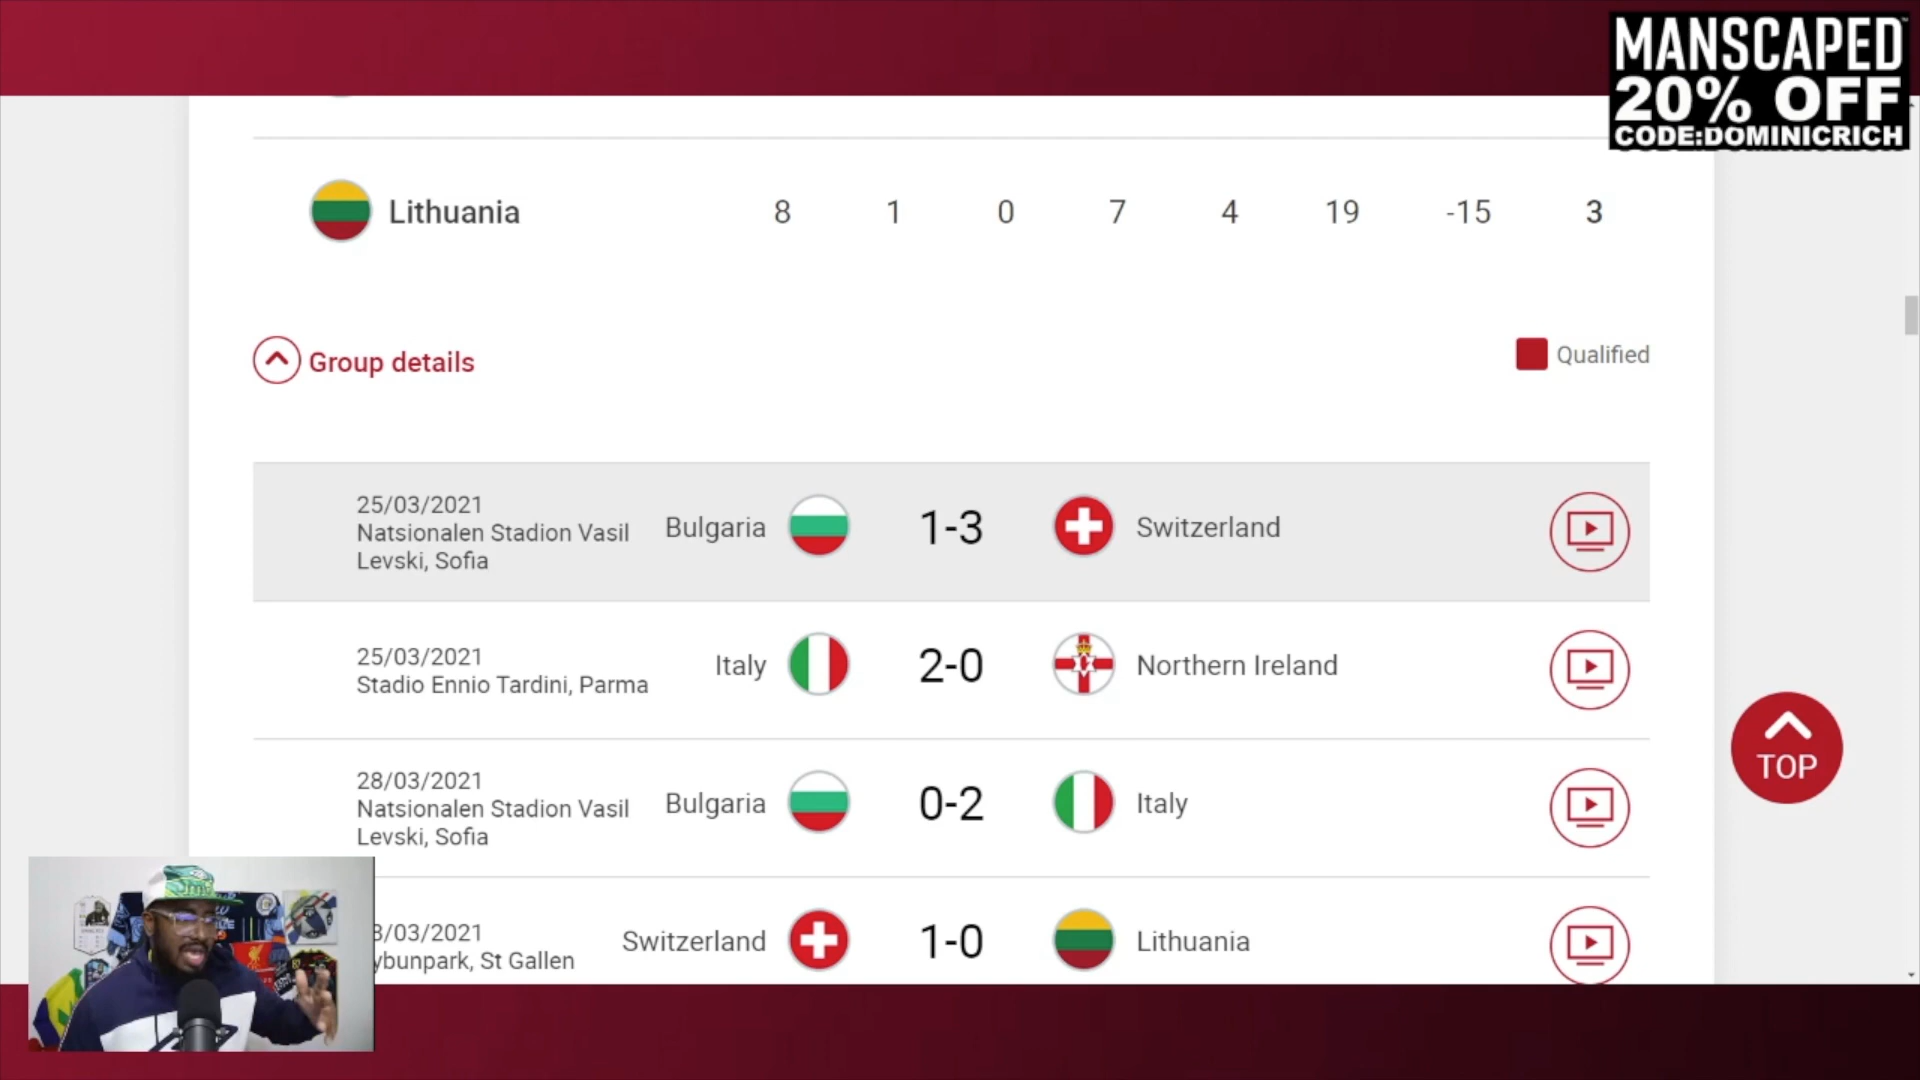 MANSCAPED
20% OFF
CODE:DOMINICRICH
Lithuania 8 1 0 7 4 19 -15 3
Group details
Qualified
25/03/2021
Natsionalen Stadion Vasil
Levski, Sofia
Bulgaria 1-3 Switzerland
25/03/2021
Stadio Ennio Tardini, Parma
Italy 2-0 Northern Ireland
TOP
28/03/2021
Natsionalen Stadion Vasil
Levski, Sofia
Bulgaria 0-2 Italy
8/03/2021
ybunpark, St Gallen
Switzerland 1-0 Lithuania